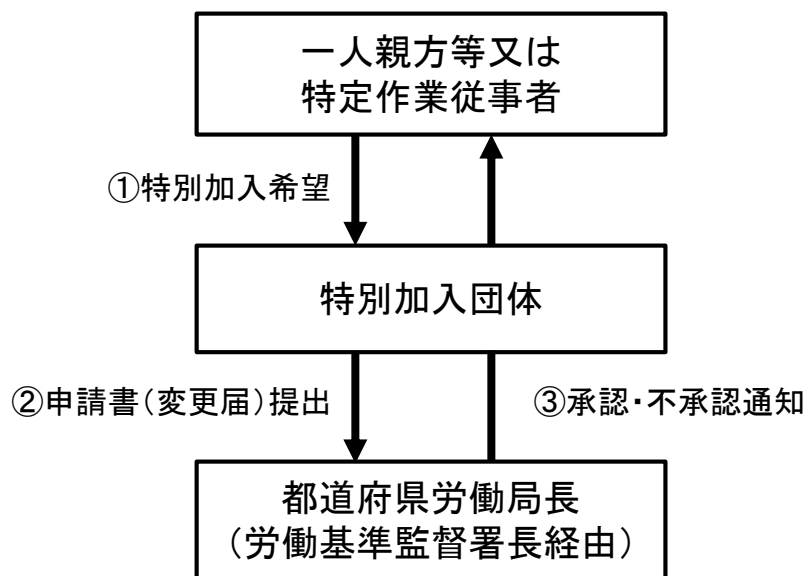 一人親方等又は
特定作業従事者
①特別加入希望
特別加入団体
②申請書（変更届）提出
③承認・不承認通知
都道府県労働局長
（労働基準監督署長経由）